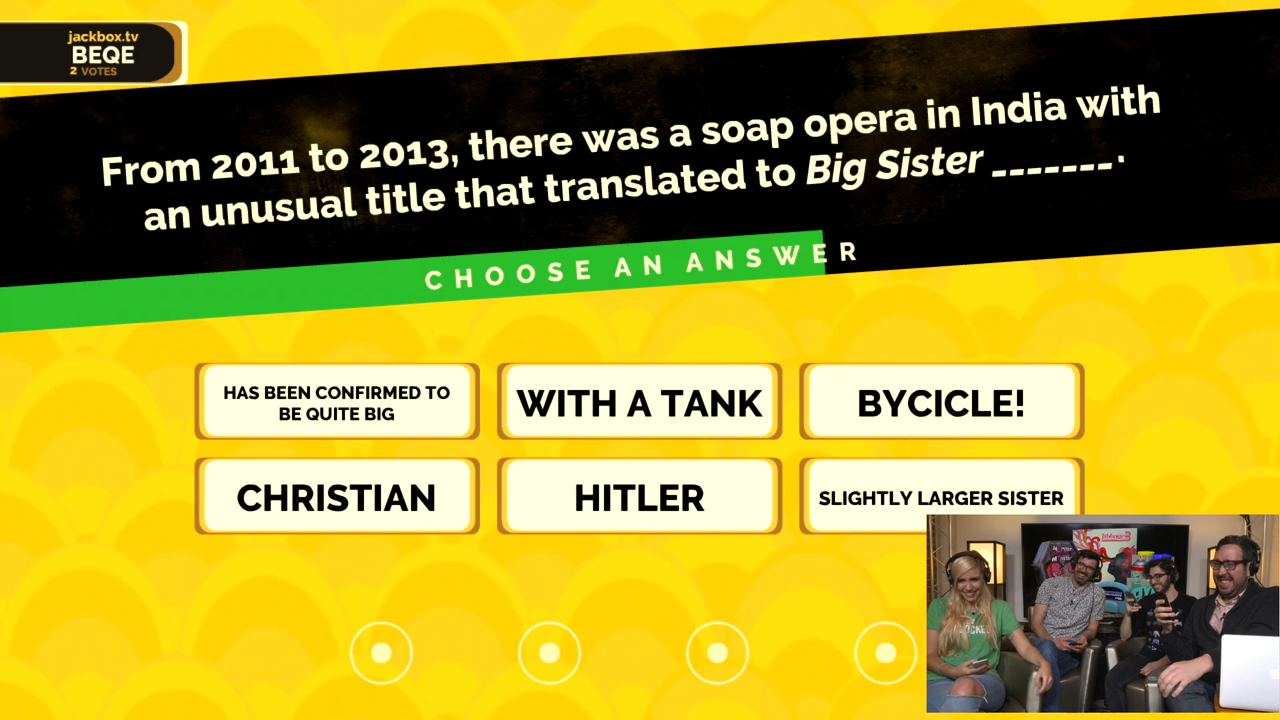 jackbox.tv
BEQE
2 VOTES
From 2011 to 2013, there was a soap opera in India with
an unusual title that translated to Big Sister _______.
CHOOSE AN ANSWER
HAS BEEN CONFIRMED TO
BE QUITE BIG
WITH A TANK
BYCICLE!
CHRISTIAN
HITLER
SLIGHTLY LARGER SISTER